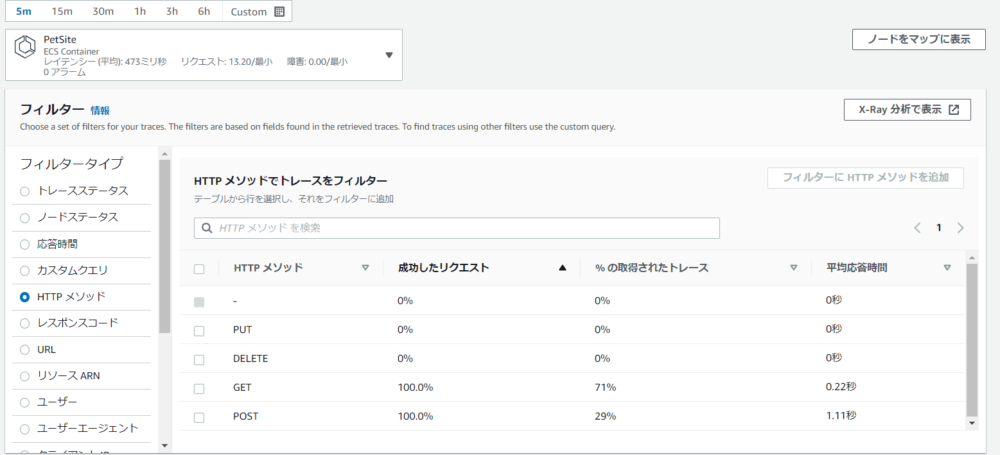 5m 15m 30m 1h 3h 6h Custom
PetSite
ECS Container
レイテンシー (平均): 473ミリ秒 リクエスト: 13.20/最小 障害: 0.00/最小
0 アラーム
ノードをマップに表示
フィルター 情報
Choose a set of filters for your traces. The filters are based on fields found in the retrieved traces. To find traces using other filters use the custom query.
X-Ray 分析で表示
フィルタータイプ
トレースステータス
ノードステータス
応答時間
カスタムクエリ
HTTP メソッド
レスポンスコード
URL
リソース ARN
ユーザー
ユーザーエージェント
HTTP メソッドでトレースをフィルター
テーブルから行を選択し、それをフィルターに追加
フィルターに HTTP メソッドを追加
HTTP メソッド を検索
1
HTTP メソッド 成功したリクエスト % の取得されたトレース 平均応答時間
- 0% 0% 0秒
PUT 0% 0% 0秒
DELETE 0% 0% 0秒
GET 100.0% 71% 0.22秒
POST 100.0% 29% 1.11秒